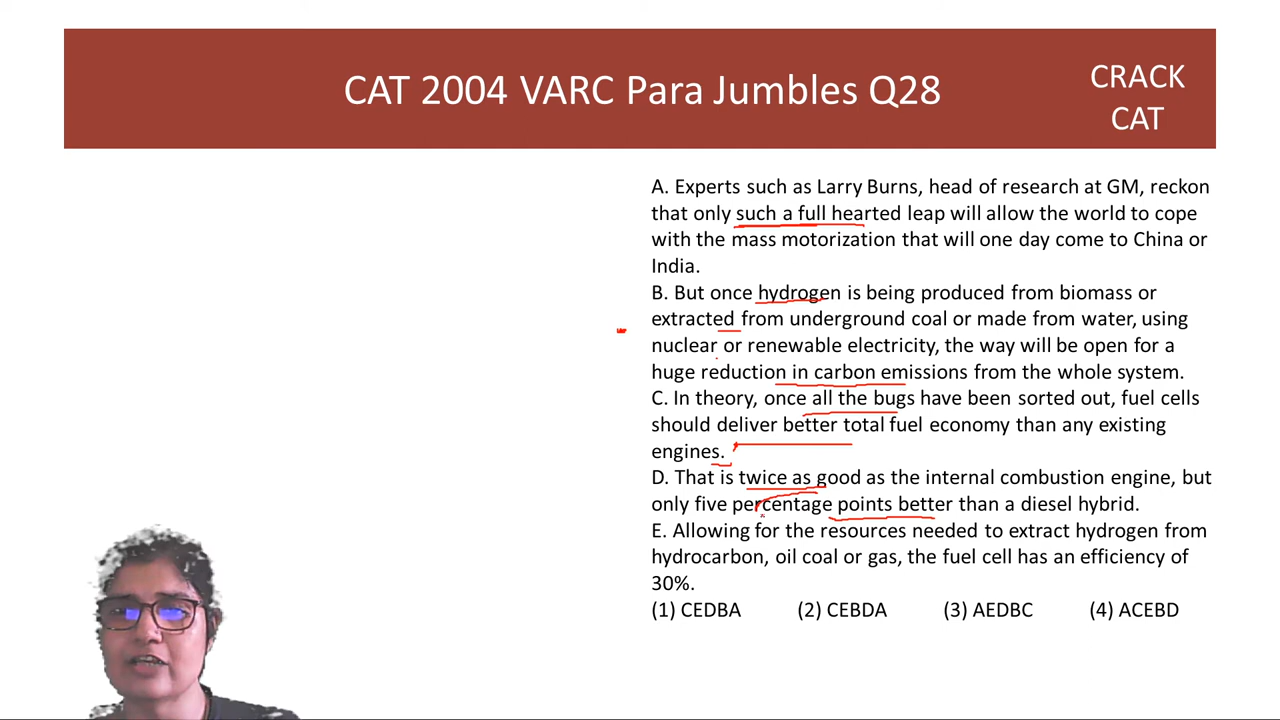 CAT 2004 VARC Para Jumbles Q28
CRACK
CAT
A. Experts such as Larry Burns, head of research at GM, reckon
that only such a full hearted leap will allow the world to cope
with the mass motorization that will one day come to China or
India.
B. But once hydrogen is being produced from biomass or
extracted from underground coal or made from water, using
nuclear or renewable electricity, the way will be open for a
huge reduction in carbon emissions from the whole system.
C. In theory, once all the bugs have been sorted out, fuel cells
should deliver better total fuel economy than any existing
engines.
D. That is twice as good as the internal combustion engine, but
only five percentage points better than a diesel hybrid.
E. Allowing for the resources needed to extract hydrogen from
hydrocarbon, oil coal or gas, the fuel cell has an efficiency of
30%.
(1) CEDBA (2) CEBDA (3) AEDBC (4) ACEBD